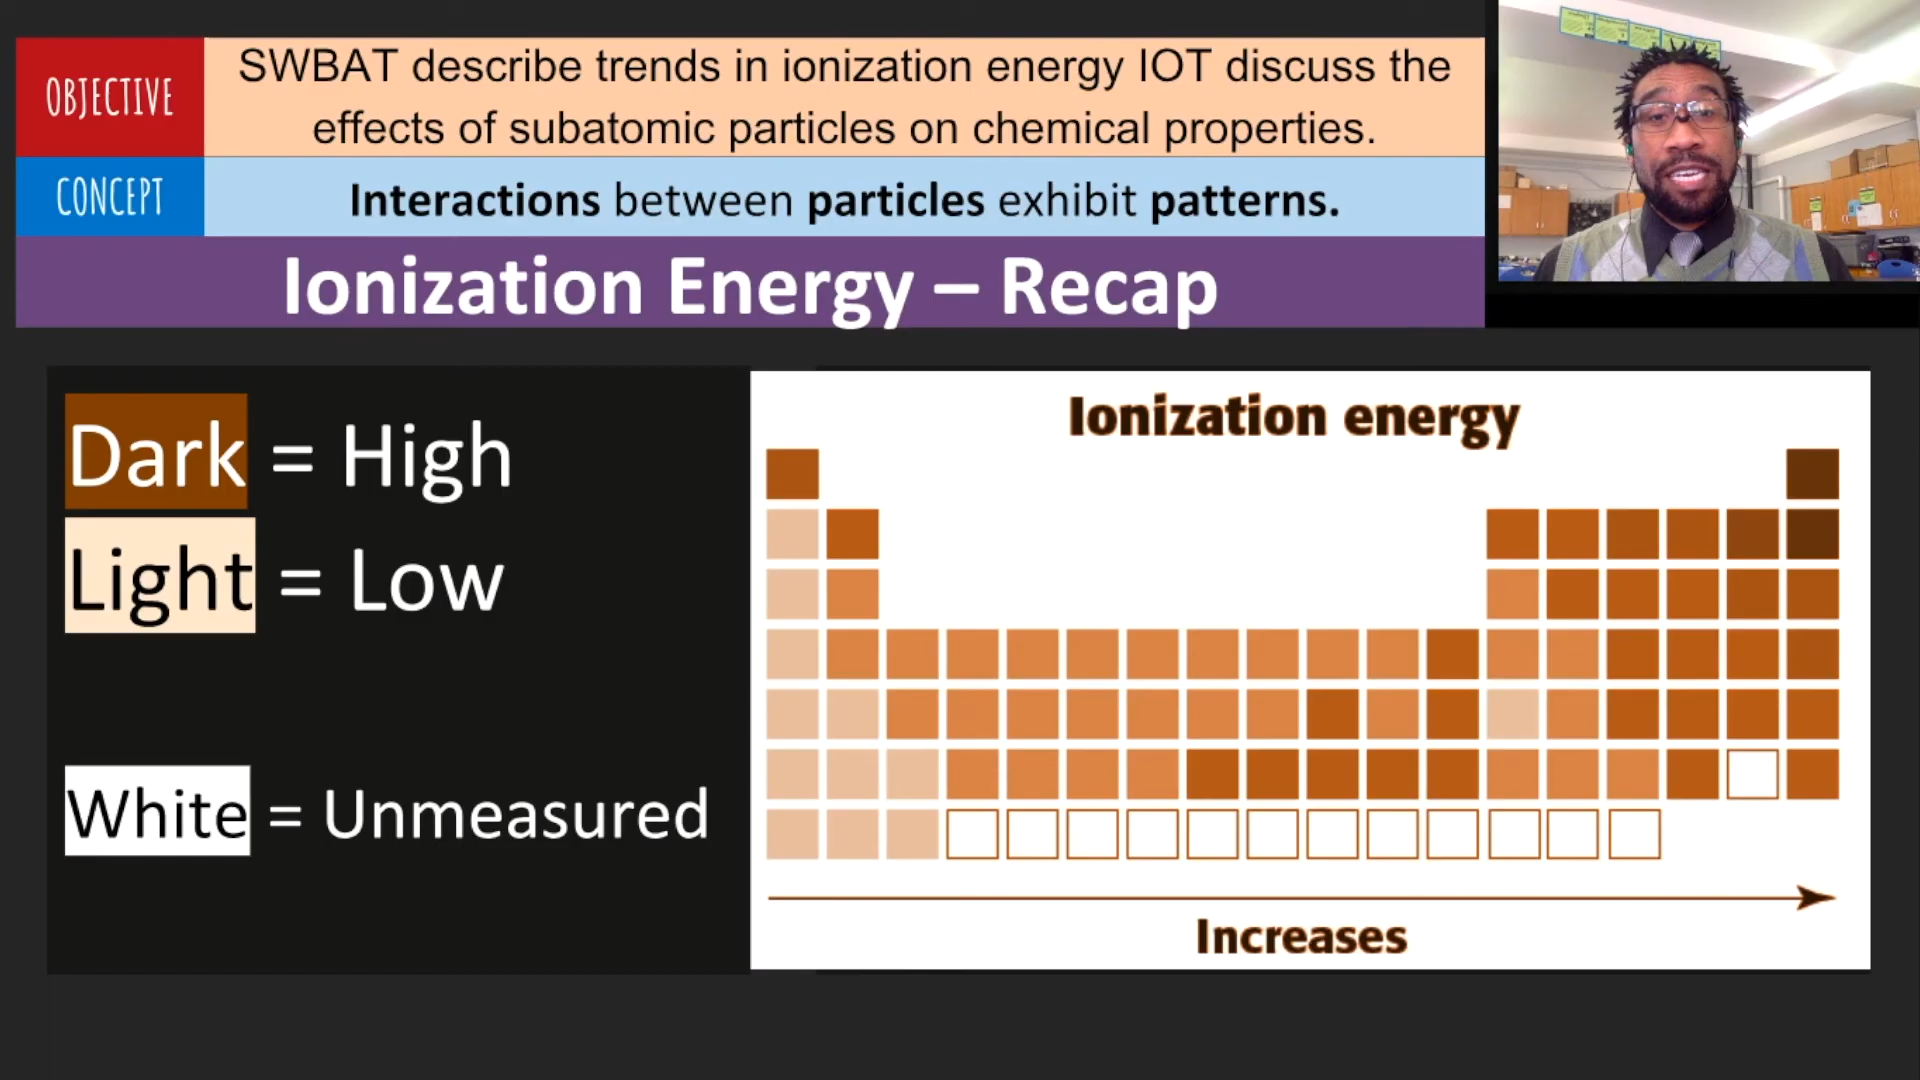 OBJECTIVE
SWBAT describe trends in ionization energy IOT discuss the
effects of subatomic particles on chemical properties.
CONCEPT
Interactions between particles exhibit patterns.
Ionization Energy – Recap
Dark = High
Light = Low
White = Unmeasured
Ionization energy
Increases